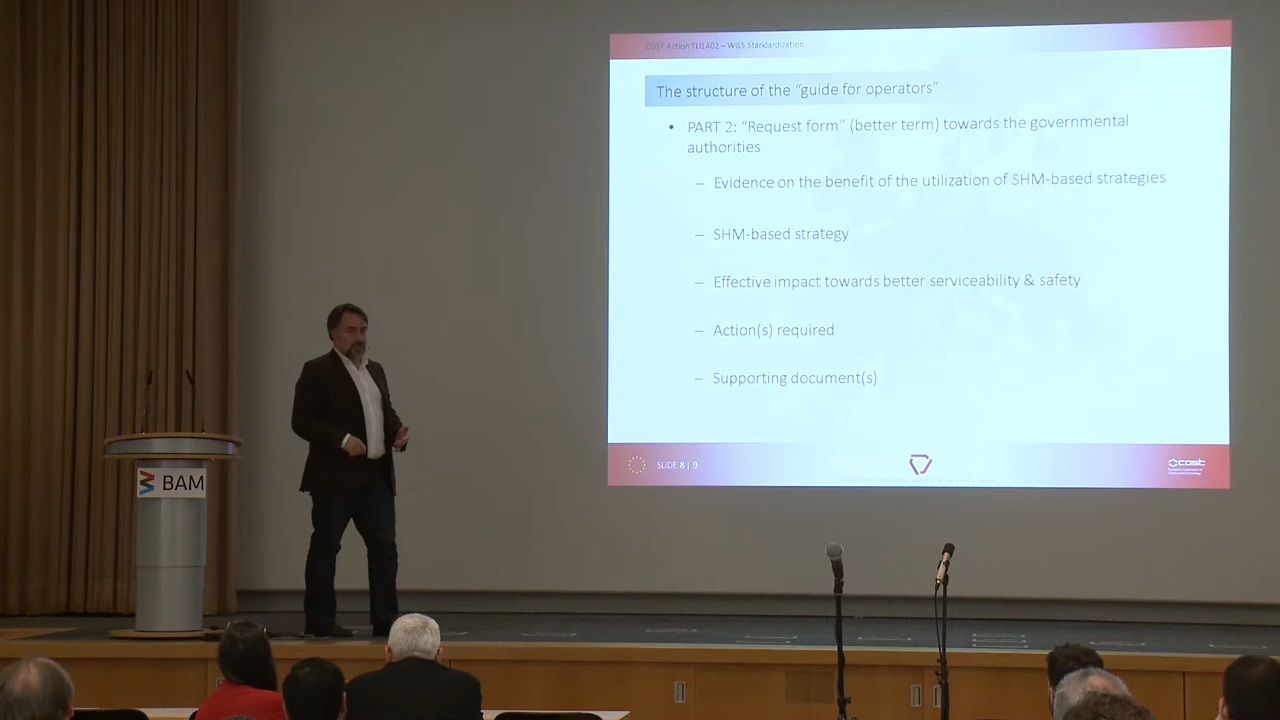 COST Action TU1402 – WG5 Standardization
The structure of the “guide for operators”
• PART 2: “Request form” (better term) towards the governmental
authorities
– Evidence on the benefit of the utilization of SHM-based strategies
– SHM-based strategy
– Effective impact towards better serviceability & safety
– Action(s) required
– Supporting document(s)
SLIDE 8 | 9
cost
BAM